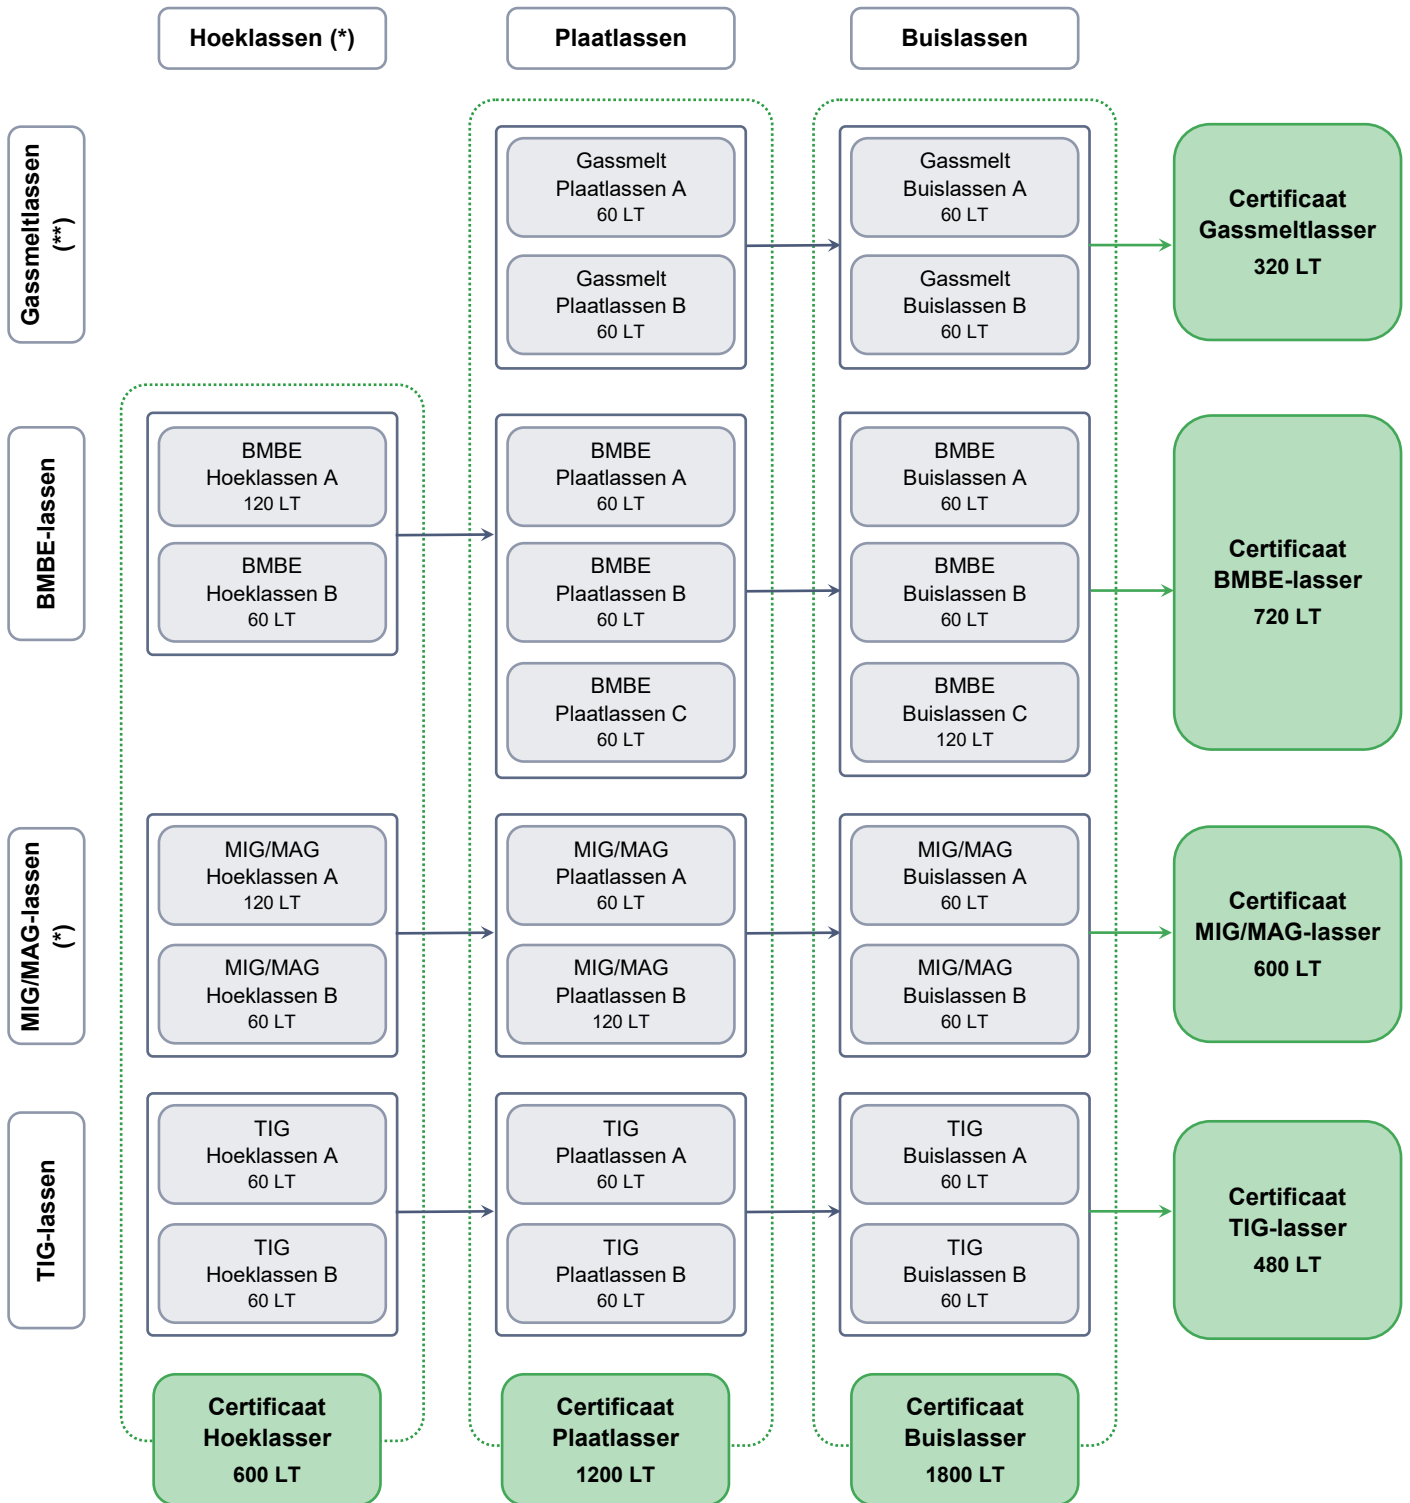 Hoeklassen (*)
Plaatlassen
Buislassen
Gassmeltlassen
(**)
Gassmelt
Plaatlassen A
60 LT
Gassmelt
Plaatlassen B
60 LT
Gassmelt
Buislassen A
60 LT
Gassmelt
Buislassen B
60 LT
Certificaat
Gassmeltlasser
320 LT
BMBE-lassen
BMBE
Hoeklassen A
120 LT
BMBE
Hoeklassen B
60 LT
BMBE
Plaatlassen A
60 LT
BMBE
Plaatlassen B
60 LT
BMBE
Plaatlassen C
60 LT
BMBE
Buislassen A
60 LT
BMBE
Buislassen B
60 LT
BMBE
Buislassen C
120 LT
Certificaat
BMBE-lasser
720 LT
MIG/MAG-lassen
(*)
MIG/MAG
Hoeklassen A
120 LT
MIG/MAG
Hoeklassen B
60 LT
MIG/MAG
Plaatlassen A
60 LT
MIG/MAG
Plaatlassen B
120 LT
MIG/MAG
Buislassen A
60 LT
MIG/MAG
Buislassen B
60 LT
Certificaat
MIG/MAG-lasser
600 LT
TIG-lassen
TIG
Hoeklassen A
60 LT
TIG
Hoeklassen B
60 LT
TIG
Plaatlassen A
60 LT
TIG
Plaatlassen B
60 LT
TIG
Buislassen A
60 LT
TIG
Buislassen B
60 LT
Certificaat
TIG-lasser
480 LT
Certificaat
Hoeklasser
600 LT
Certificaat
Plaatlasser
1200 LT
Certificaat
Buislasser
1800 LT